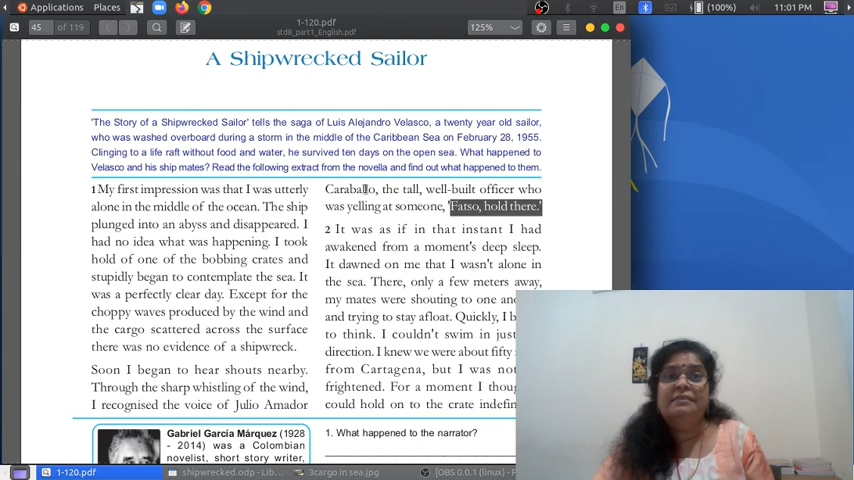 Applications Places En (100%) 11:01 PM
45 of 119 1-120.pdf std8_part1_English.pdf 125%
A Shipwrecked Sailor
'The Story of a Shipwrecked Sailor' tells the saga of Luis Alejandro Velasco, a twenty year old sailor,
who was washed overboard during a storm in the middle of the Caribbean Sea on February 28, 1955.
Clinging to a life raft without food and water, he survived ten days on the open sea. What happened to
Velasco and his ship mates? Read the following extract from the novella and find out what happened to them.
1 My first impression was that I was utterly
alone in the middle of the ocean. The ship
plunged into an abyss and disappeared. I
had no idea what was happening. I took
hold of one of the bobbing crates and
stupidly began to contemplate the sea. It
was a perfectly clear day. Except for the
choppy waves produced by the wind and
the cargo scattered across the surface
there was no evidence of a shipwreck.
Soon I began to hear shouts nearby.
Through the sharp whistling of the wind,
I recognised the voice of Julio Amador
Caraballo, the tall, well-built officer who
was yelling at someone, 'Fatso, hold there.'
2 It was as if in that instant I had
awakened from a moment's deep sleep.
It dawned on me that I wasn't alone in
the sea. There, only a few meters away,
my mates were shouting to one an
and trying to stay afloat. Quickly, I b
to think. I couldn't swim in just
direction. I knew we were about fifty
from Cartagena, but I was not
frightened. For a moment I thoug
could hold on to the crate indefin
Gabriel García Márquez (1928
- 2014) was a Colombian
novelist, short story writer,
1. What happened to the narrator?
1-120.pdf shipwrecked.odp - Lib... 3cargo in sea.jpg [OBS 0.0.1 (linux) - P